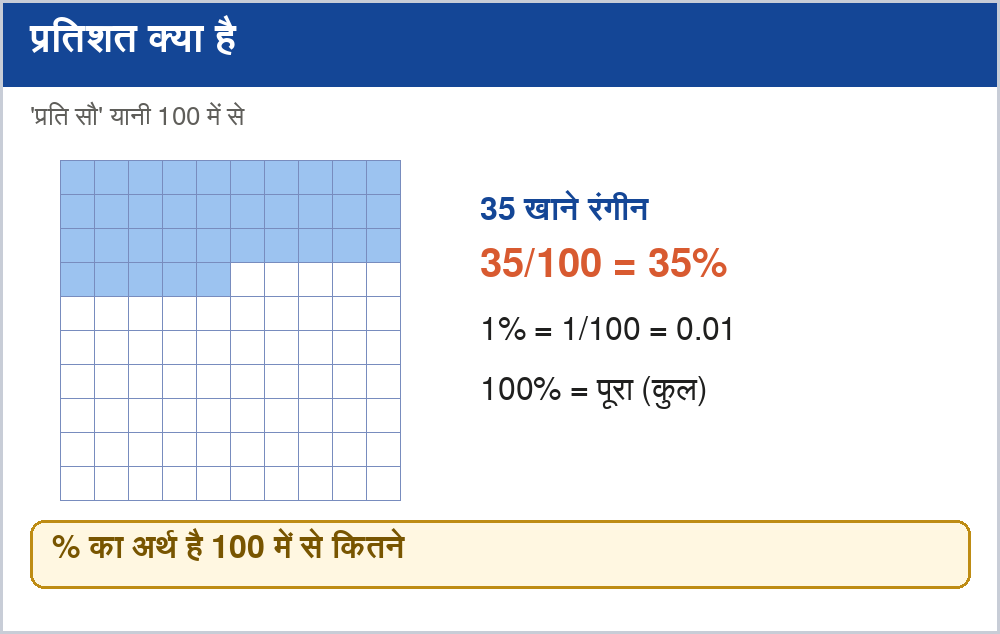 प्रतिशत क्या है
'प्रति सौ' यानी 100 में से
35 खाने रंगीन
35/100 = 35%
1% = 1/100 = 0.01
100% = पूरा (कुल)
% का अर्थ है 100 में से कितने